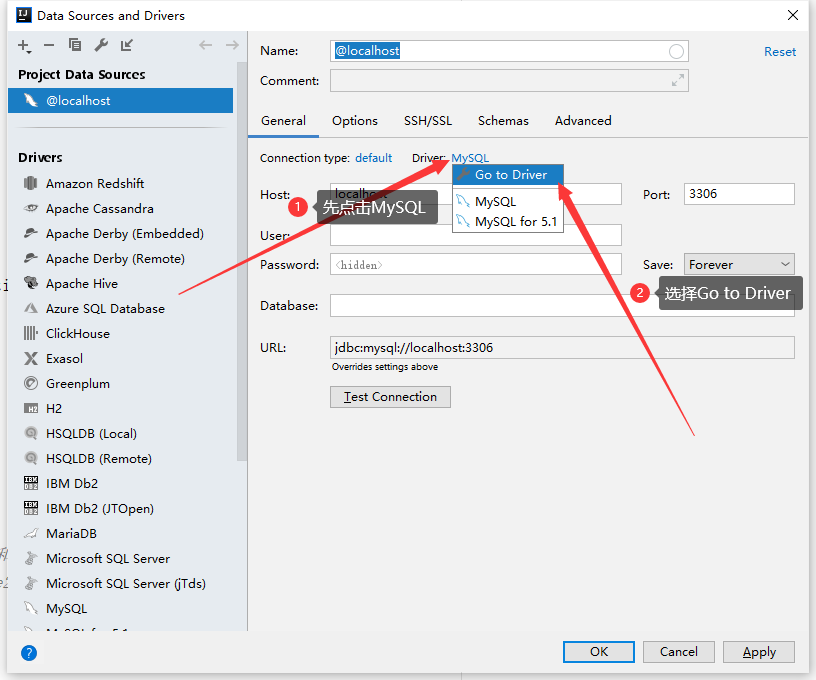 Data Sources and Drivers
Project Data Sources
@localhost
Drivers
Amazon Redshift
Apache Cassandra
Apache Derby (Embedded)
Apache Derby (Remote)
Apache Hive
Azure SQL Database
ClickHouse
Exasol
Greenplum
H2
HSQLDB (Local)
HSQLDB (Remote)
IBM Db2
IBM Db2 (JTOpen)
MariaDB
Microsoft SQL Server
Microsoft SQL Server (jTds)
MySQL
MySQL for 5.1
Name: @localhost Reset
Comment:
General Options SSH/SSL Schemas Advanced
Connection type: default Driver: MySQL
Go to Driver
MySQL
MySQL for 5.1
Host: localhost Port: 3306
1 先点击MySQL
User:
Password: <hidden> Save: Forever
2 选择Go to Driver
Database:
URL: jdbc:mysql://localhost:3306
Overrides settings above
Test Connection
OK Cancel Apply